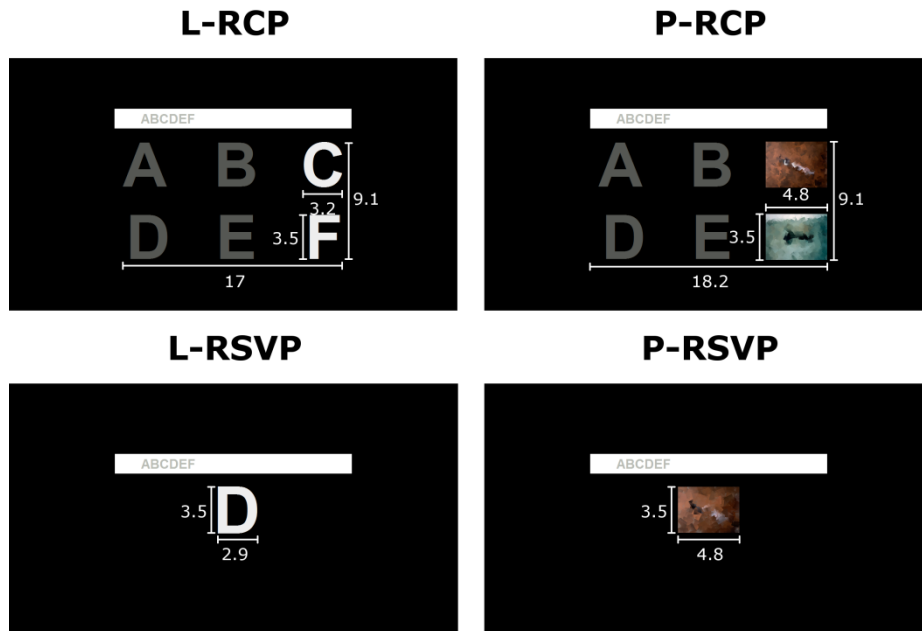 L-RCP
P-RCP
ABCDEF
A B C
3.2
D E F
3.5
9.1
17
ABCDEF
A B
4.8
D E
3.5
9.1
18.2
L-RSVP
P-RSVP
ABCDEF
3.5
D
2.9
ABCDEF
3.5
4.8